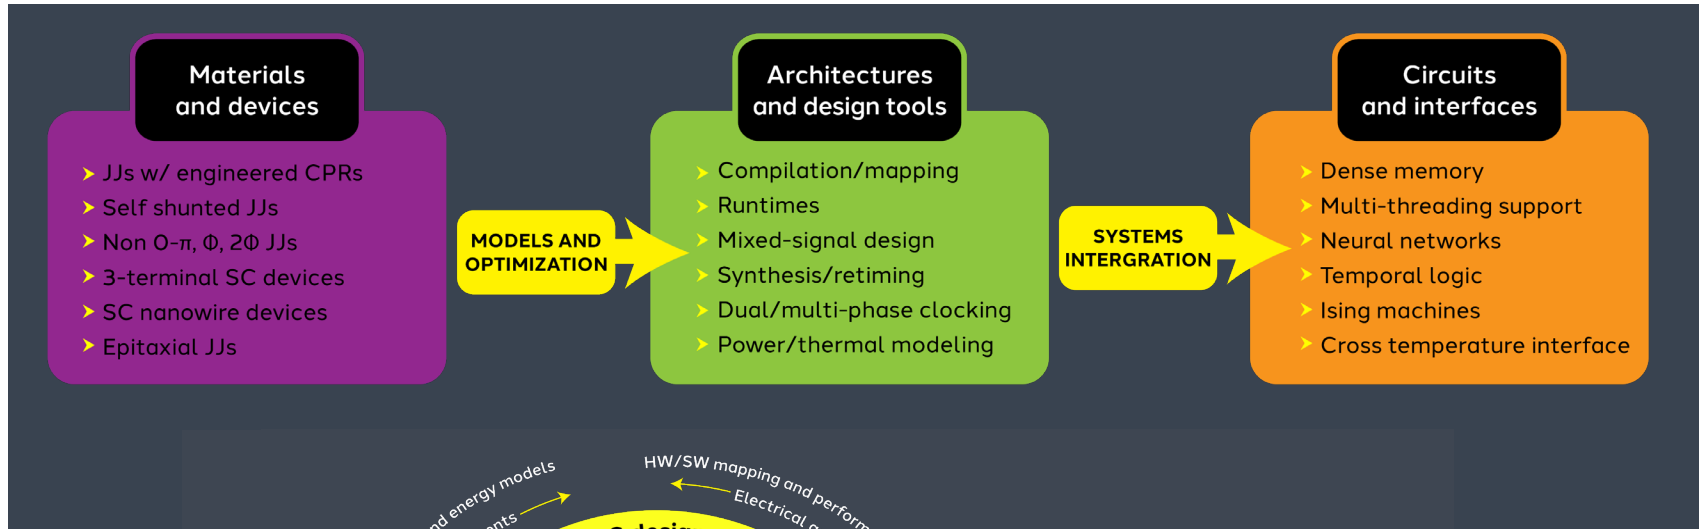 Materials
and devices
JJs w/ engineered CPRs
Self shunted JJs
Non 0-π, Φ, 2Φ JJs
3-terminal SC devices
SC nanowire devices
Epitaxial JJs
MODELS AND
OPTIMIZATION
Architectures
and design tools
Compilation/mapping
Runtimes
Mixed-signal design
Synthesis/retiming
Dual/multi-phase clocking
Power/thermal modeling
SYSTEMS
INTERGRATION
Circuits
and interfaces
Dense memory
Multi-threading support
Neural networks
Temporal logic
Ising machines
Cross temperature interface
energy models
HW/SW mapping and
Electrical